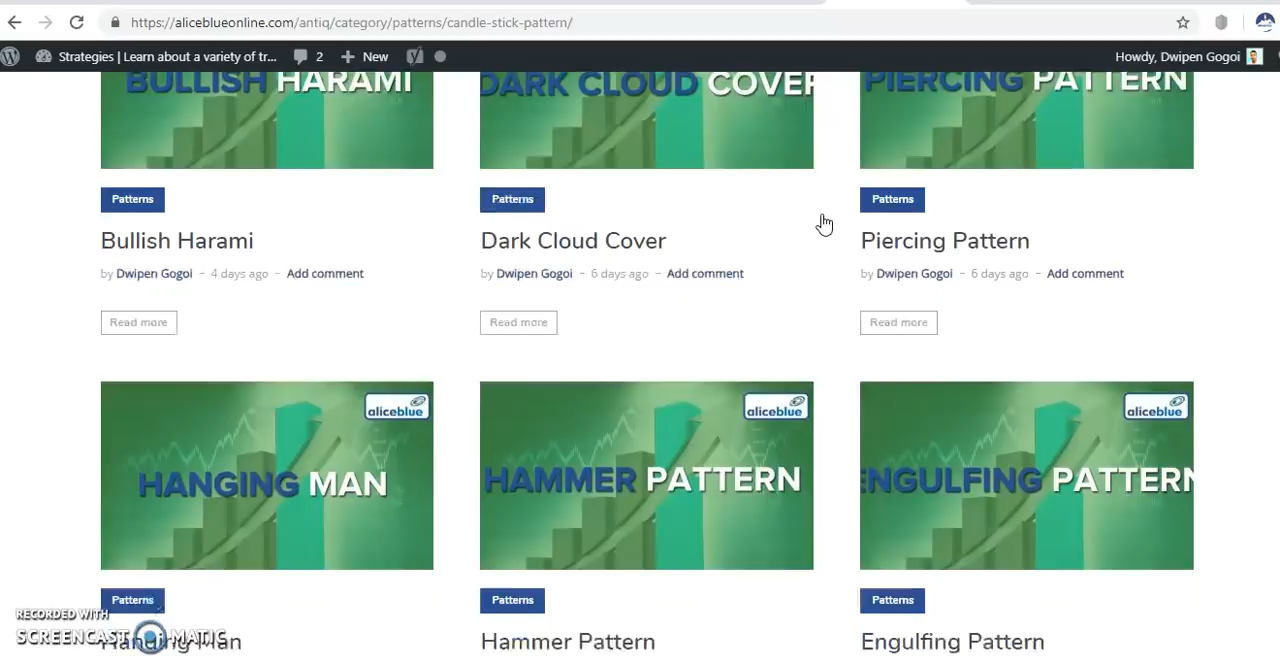 https://aliceblueonline.com/antiq/category/patterns/candle-stick-pattern/
Strategies | Learn about a variety of tr... 2 New Howdy, Dwipen Gogoi
BULLISH HARAMI
DARK CLOUD COVER
PIERCING PATTERN
Patterns
Patterns
Patterns
Bullish Harami
Dark Cloud Cover
Piercing Pattern
by Dwipen Gogoi - 4 days ago - Add comment
by Dwipen Gogoi - 6 days ago - Add comment
by Dwipen Gogoi - 6 days ago - Add comment
Read more
Read more
Read more
aliceblue
HANGING MAN
aliceblue
HAMMER PATTERN
aliceblue
ENGULFING PATTERN
Patterns
Patterns
Patterns
Hanging Man
Hammer Pattern
Engulfing Pattern
RECORDED WITH
SCREENCAST MATIC